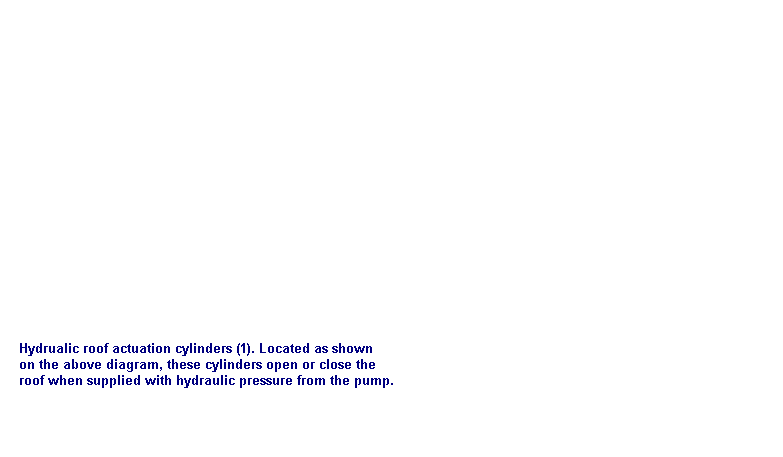 Hydrualic roof actuation cylinders (1). Located as shown
on the above diagram, these cylinders open or close the
roof when supplied with hydraulic pressure from the pump.